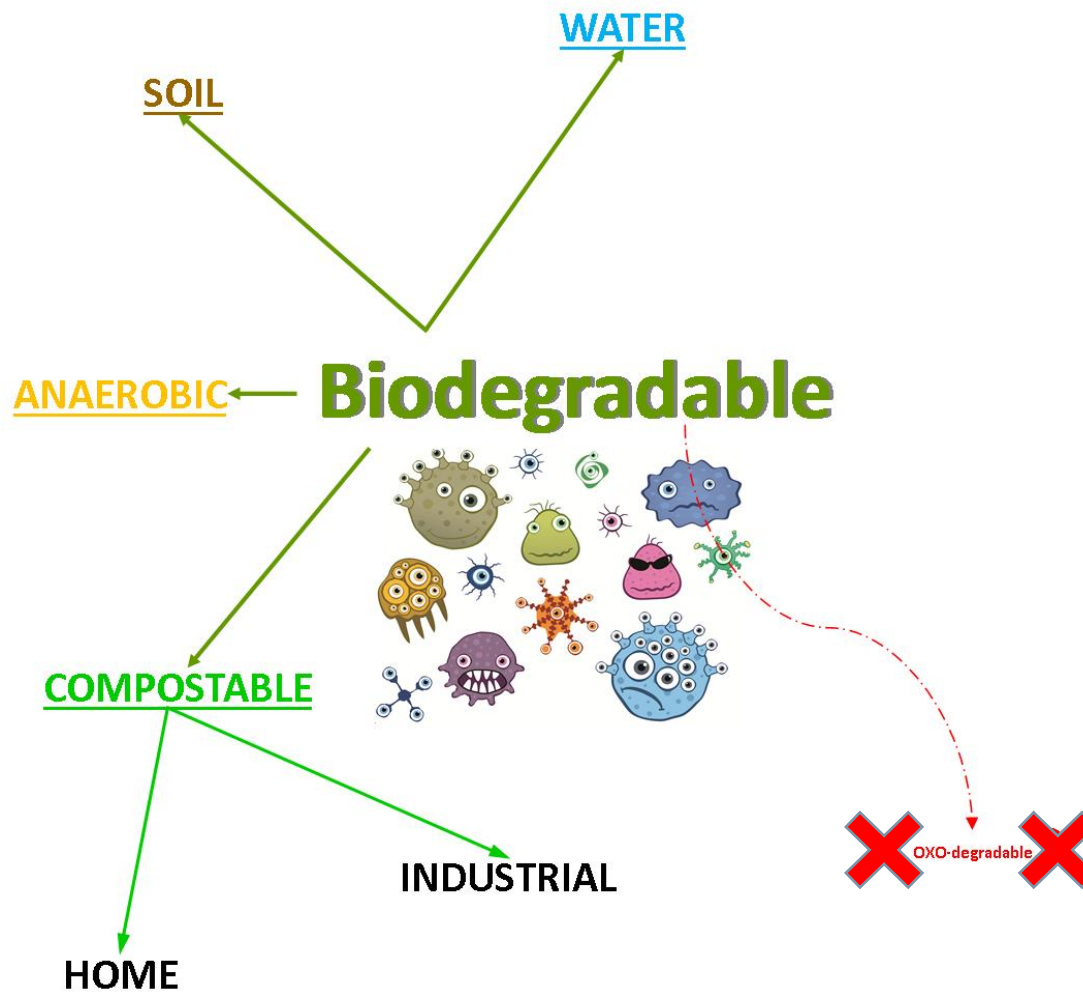 WATER
SOIL
Biodegradable
ANAEROBIC
COMPOSTABLE
OXO-degradable
INDUSTRIAL
HOME